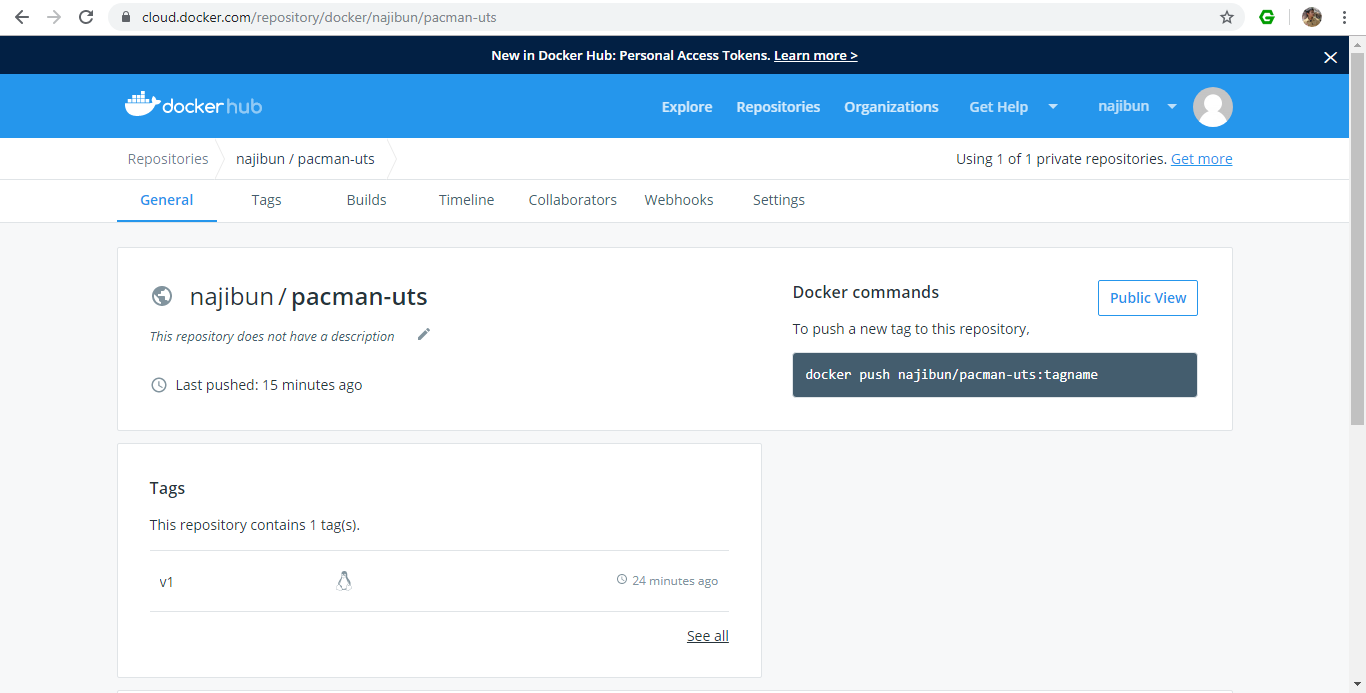 cloud.docker.com/repository/docker/najibun/pacman-uts
New in Docker Hub: Personal Access Tokens. Learn more >
docker hub
Explore Repositories Organizations Get Help najibun
Repositories najibun / pacman-uts Using 1 of 1 private repositories. Get more
General Tags Builds Timeline Collaborators Webhooks Settings
najibun / pacman-uts
This repository does not have a description
Last pushed: 15 minutes ago
Docker commands
Public View
To push a new tag to this repository,
docker push najibun/pacman-uts:tagname
Tags
This repository contains 1 tag(s).
v1 24 minutes ago
See all